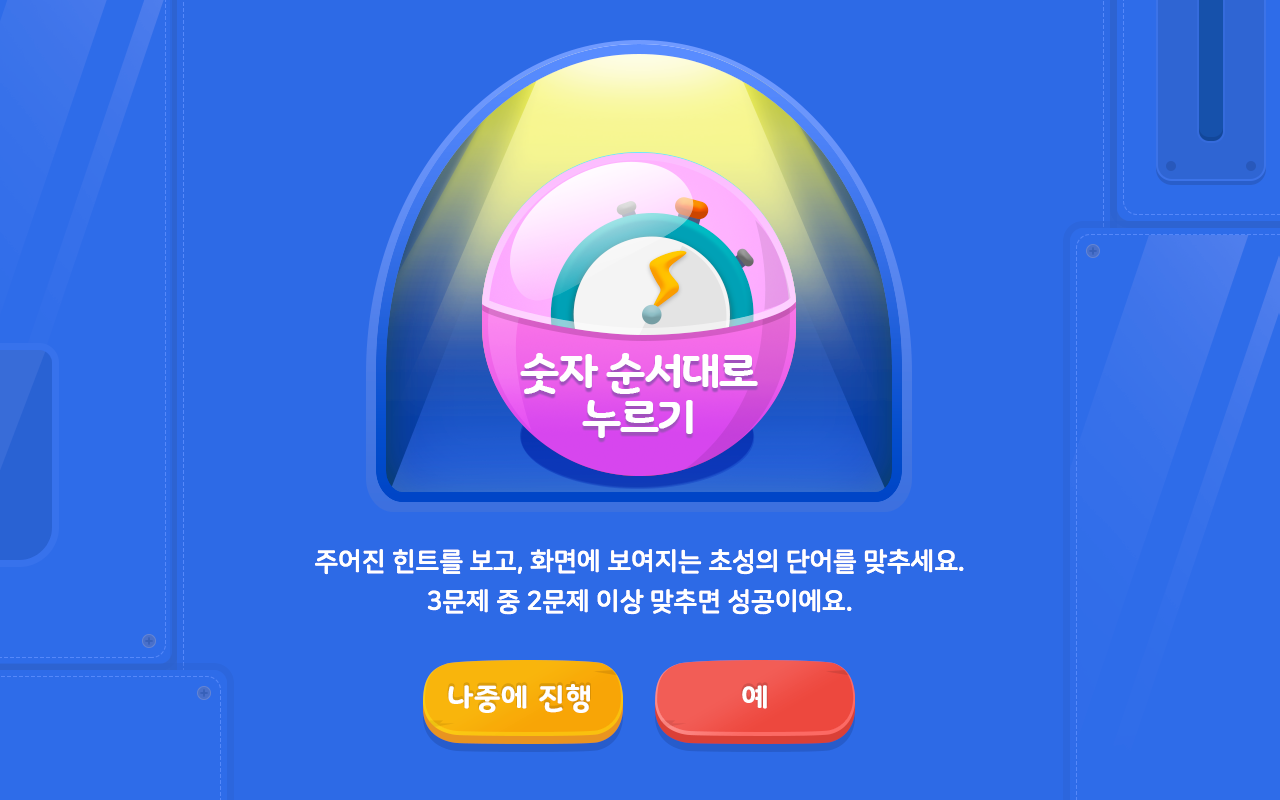 숫자 순서대로
누르기
주어진 힌트를 보고, 화면에 보여지는 초성의 단어를 맞추세요.
3문제 중 2문제 이상 맞추면 성공이에요.
나중에 진행
예